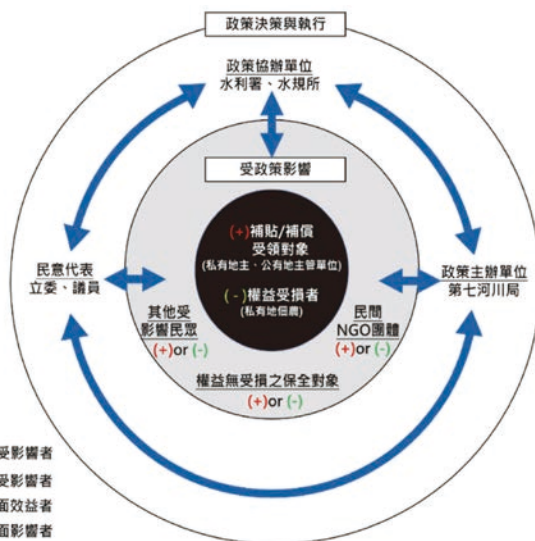 政策決策與執行
政策協辦單位
水利署、水規所
受政策影響
(+)補貼/補償
受領對象
(私有地主、公有地主管單位)
(-)權益受損者
(私有地佃農)
民意代表
立委、議員
政策主辦單位
第七河川局
其他受
影響民眾
(+)or (-)
民間
NGO團體
(+)or (-)
權益無受損之保全對象
(+)or (-)
受影響者
受影響者
面效益者
面影響者